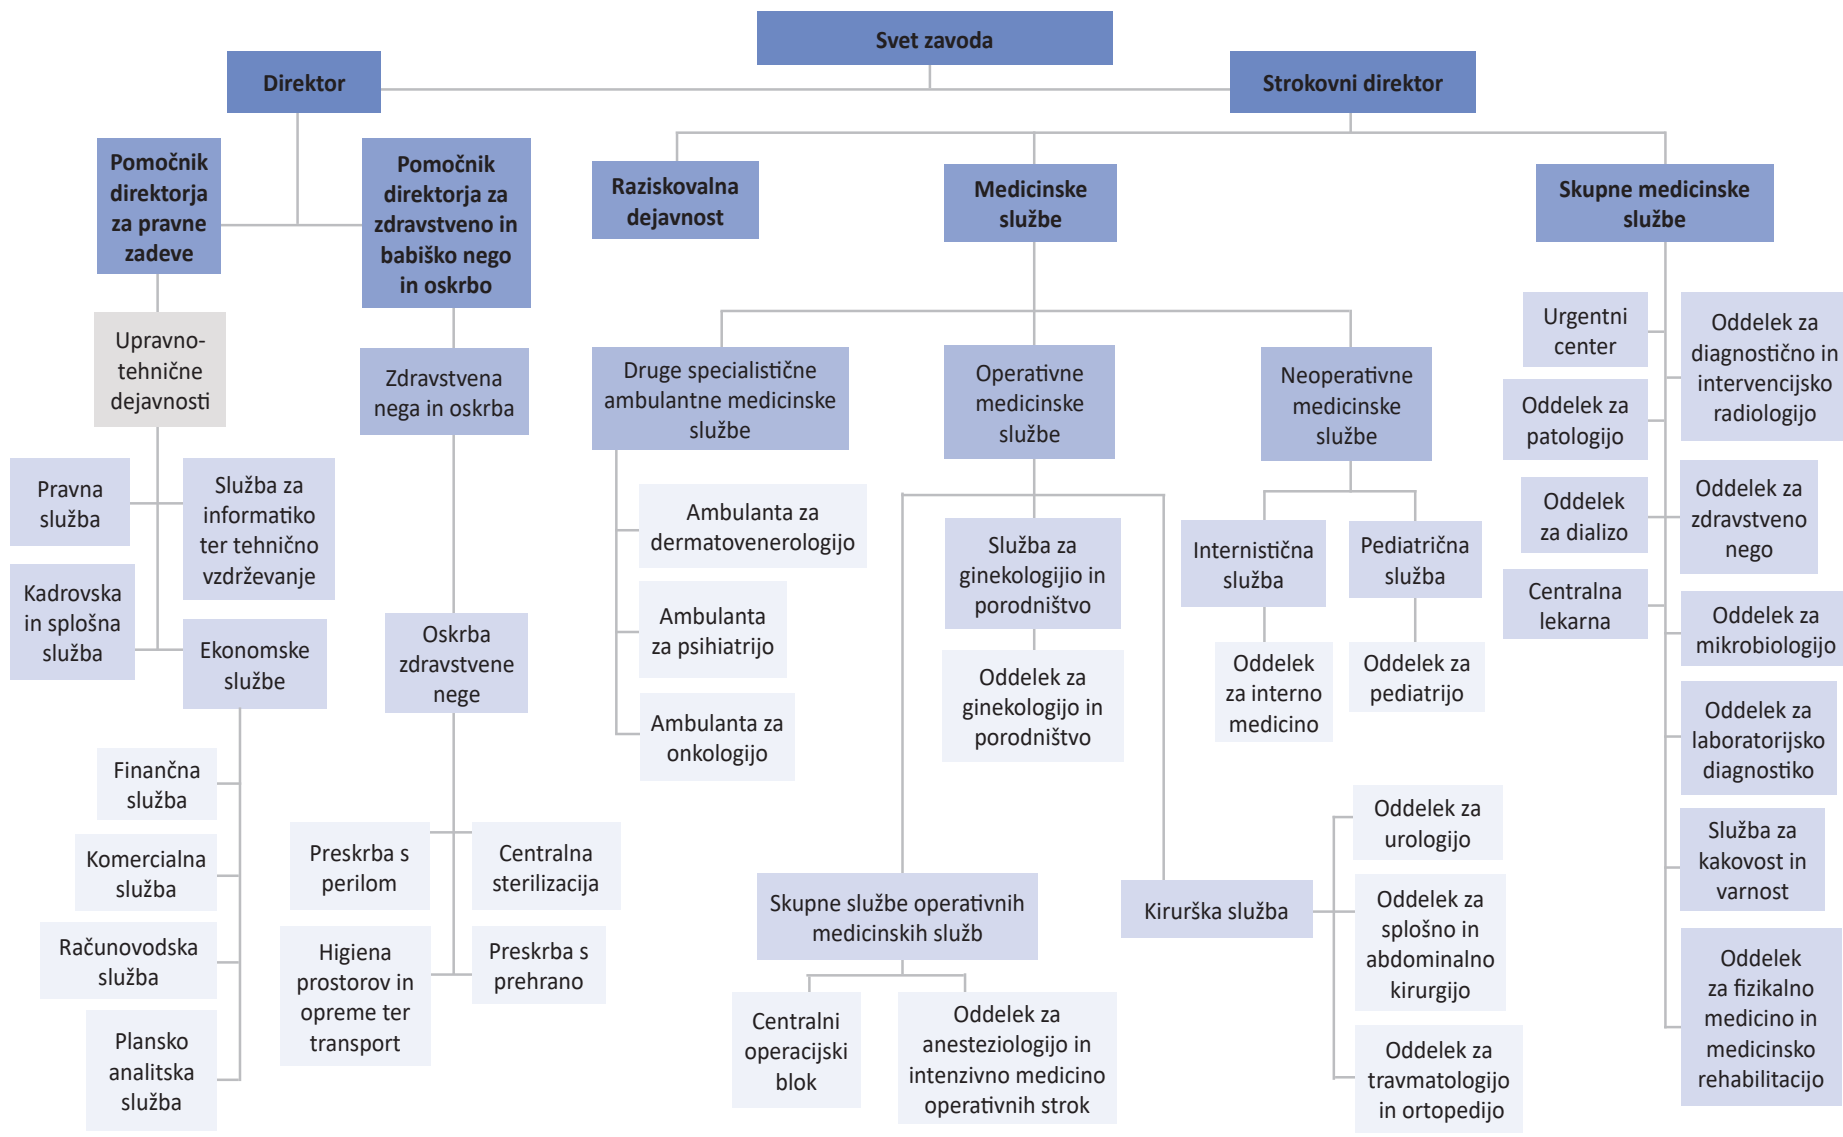 Svet zavoda
Direktor
Strokovni direktor
Pomočnik
direktorja
za pravne
zadeve
Pomočnik
direktorja za
zdravstveno in
babiško nego
in oskrbo
Raziskovalna
dejavnost
Medicinske
službe
Skupne medicinske
službe
Upravno-
tehnične
dejavnosti
Zdravstvena
nega in oskrba
Pravna
služba
Služba za
informatiko
ter tehnično
vzdrževanje
Kadrovska
in splošna
služba
Ekonomske
službe
Finančna
služba
Komercialna
služba
Računovodska
služba
Plansko
analitska
služba
Oskrba
zdravstvene
nege
Preskrba s
perilom
Centralna
sterilizacija
Higiena
prostorov in
opreme ter
transport
Preskrba s
prehrano
Druge specialistične
ambulantne medicinske
službe
Ambulanta za
dermatovenerologijo
Ambulanta
za psihiatrijo
Ambulanta za
onkologijo
Operativne
medicinske
službe
Služba za
ginekologijio in
porodništvo
Oddelek za
ginekologijo in
porodništvo
Skupne službe operativnih
medicinskih služb
Centralni
operacijski
blok
Oddelek za
anesteziologijo in
intenzivno medicino
operativnih strok
Kirurška služba
Oddelek za
urologijo
Oddelek za
splošno in
abdominalno
kirurgijo
Oddelek za
travmatologijo
in ortopedijo
Neoperativne
medicinske
službe
Internistična
služba
Pediatrična
služba
Oddelek
za interno
medicino
Oddelek za
pediatrijo
Urgentni
center
Oddelek za
diagnostično in
intervencijsko
radiologijo
Oddelek za
patologijo
Oddelek
za dializo
Oddelek za
zdravstveno
nego
Centralna
lekarna
Oddelek za
mikrobiologijo
Oddelek za
laboratorijsko
diagnostiko
Služba za
kakovost in
varnost
Oddelek
za fizikalno
medicino in
medicinsko
rehabilitacijo